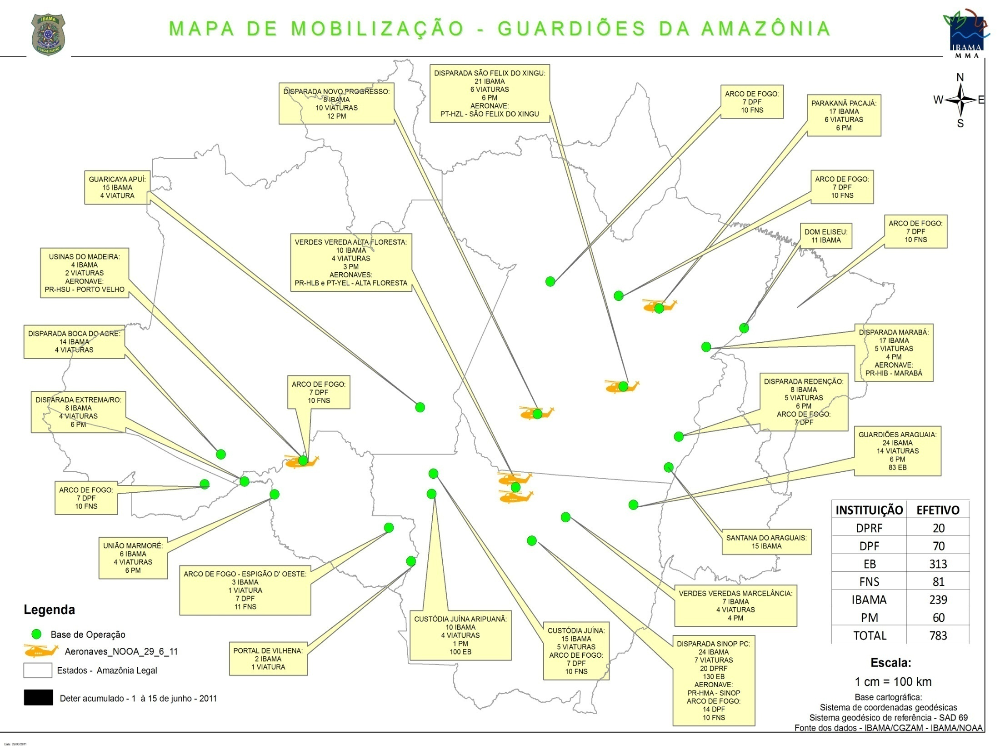 IBAMA
FISCALIZAÇÃO
MAPA DE MOBILIZAÇÃO - GUARDIÕES DA AMAZÔNIA
IBAMA
M M A
N
W
E
S
DISPARADA NOVO PROGRESSO:
8 IBAMA
10 VIATURAS
12 PM
DISPARADA SÃO FELIX DO XINGU:
21 IBAMA
6 VIATURAS
6 PM
AERONAVE:
PT-HZL - SÃO FELIX DO XINGU
ARCO DE FOGO:
7 DPF
10 FNS
PARAKANÃ PACAJÁ:
17 IBAMA
6 VIATURAS
6 PM
GUARICAYA APUÍ:
15 IBAMA
4 VIATURA
ARCO DE FOGO:
7 DPF
10 FNS
ARCO DE FOGO:
7 DPF
10 FNS
DOM ELISEU:
11 IBAMA
VERDES VEREDA ALTA FLORESTA:
10 IBAMA
4 VIATURAS
3 PM
AERONAVES:
PR-HLB e PT-YEL - ALTA FLORESTA
USINAS DO MADEIRA:
4 IBAMA
2 VIATURAS
AERONAVE:
PR-HSU - PORTO VELHO
DISPARADA BOCA DO ACRE:
14 IBAMA
4 VIATURAS
DISPARADA MARABÁ:
17 IBAMA
5 VIATURAS
4 PM
AERONAVE:
PR-HIB - MARABÁ
ARCO DE FOGO:
7 DPF
10 FNS
DISPARADA REDENÇÃO:
8 IBAMA
5 VIATURAS
6 PM
ARCO DE FOGO:
7 DPF
DISPARADA EXTREMA/RO:
8 IBAMA
4 VIATURAS
6 PM
GUARDIÕES ARAGUAIA:
24 IBAMA
14 VIATURAS
6 PM
83 EB
ARCO DE FOGO:
7 DPF
10 FNS
SANTANA DO ARAGUAIS:
15 IBAMA
UNIÃO MARMORÉ:
6 IBAMA
4 VIATURAS
6 PM
ARCO DE FOGO - ESPIGÃO D' OESTE:
3 IBAMA
1 VIATURA
7 DPF
11 FNS
VERDES VEREDAS MARCELÂNCIA:
7 IBAMA
4 VIATURAS
4 PM
CUSTÓDIA JUÍNA ARIPUANÃ:
10 IBAMA
4 VIATURAS
1 PM
100 EB
CUSTÓDIA JUÍNA:
15 IBAMA
5 VIATURAS
ARCO DE FOGO:
7 DPF
10 FNS
PORTAL DE VILHENA:
2 IBAMA
1 VIATURA
DISPARADA SINOP PC:
24 IBAMA
7 VIATURAS
20 DPRF
130 EB
AERONAVE:
PR-HMA - SINOP
ARCO DE FOGO:
14 DPF
10 FNS
INSTITUIÇÃO EFETIVO
DPRF 20
DPF 70
EB 313
FNS 81
IBAMA 239
PM 60
TOTAL 783
Legenda
Base de Operação
Aeronaves_NOOA_29_6_11
Estados - Amazônia Legal
Deter acumulado - 1 à 15 de junho - 2011
Escala:
1 cm = 100 km
Base cartográfica:
Sistema de coordenadas geodésicas
Sistema geodésico de referência - SAD 69
Fonte dos dados - IBAMA/CGZAM - IBAMA/NOAA
Date: 28/06/2011